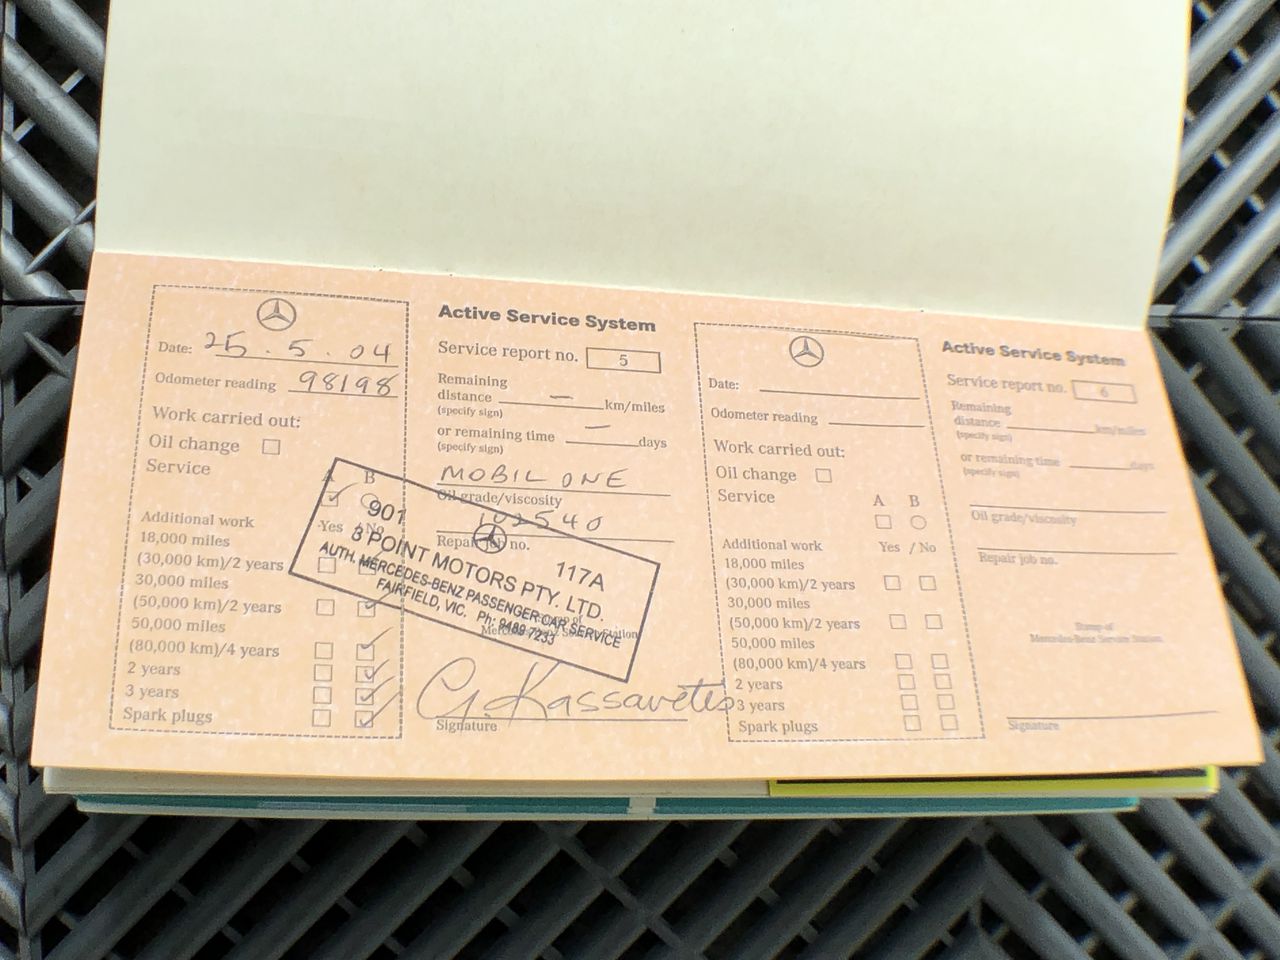 Date: 25.5.04
Odometer reading 98198
Work carried out:
Oil change
Service
A B
Yes / No
Additional work
18,000 miles
(30,000 km)/2 years
30,000 miles
(50,000 km)/2 years
50,000 miles
(80,000 km)/4 years
2 years
3 years
Spark plugs
Active Service System
Service report no. 5
Remaining
distance — km/miles
(specify sign)
or remaining time — days
(specify sign)
MOBIL ONE
Oil grade/viscosity
102540
Repair job no.
901
117A
3 POINT MOTORS PTY. LTD.
AUTH. MERCEDES-BENZ PASSENGER CAR SERVICE
FAIRFIELD, VIC. Ph: 9489 7233
G. Kassavetis
Signature
Date:
Odometer reading
Work carried out:
Oil change
Service
A B
Additional work Yes / No
18,000 miles
(30,000 km)/2 years
30,000 miles
(50,000 km)/2 years
50,000 miles
(80,000 km)/4 years
2 years
3 years
Spark plugs
Active Service System
Service report no. 6
Remaining
distance km/miles
(specify sign)
or remaining time days
(specify sign)
Oil grade/viscosity
Repair job no.
Stamp of
Mercedes-Benz Service Station
Signature